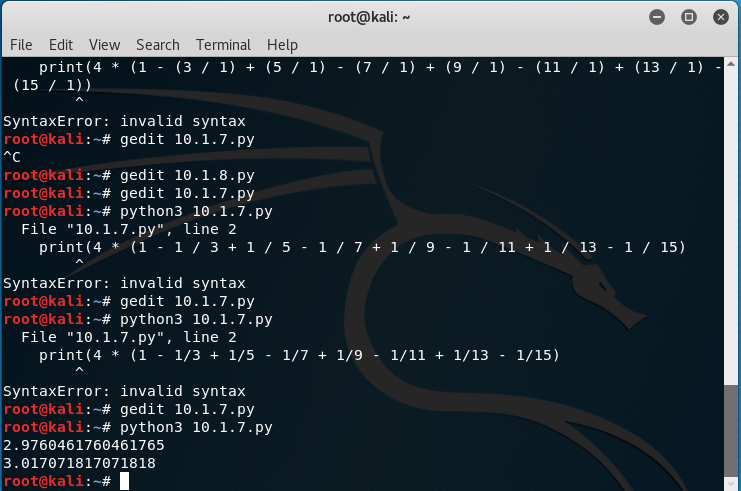 root@kali: ~
File Edit View Search Terminal Help
    print(4 * (1 - (3 / 1) + (5 / 1) - (7 / 1) + (9 / 1) - (11 / 1) + (13 / 1) -
 (15 / 1))
        ^
SyntaxError: invalid syntax
root@kali:~# gedit 10.1.7.py
^C
root@kali:~# gedit 10.1.8.py
root@kali:~# gedit 10.1.7.py
root@kali:~# python3 10.1.7.py
  File "10.1.7.py", line 2
    print(4 * (1 - 1 / 3 + 1 / 5 - 1 / 7 + 1 / 9 - 1 / 11 + 1 / 13 - 1 / 15)
        ^
SyntaxError: invalid syntax
root@kali:~# gedit 10.1.7.py
root@kali:~# python3 10.1.7.py
  File "10.1.7.py", line 2
    print(4 * (1 - 1/3 + 1/5 - 1/7 + 1/9 - 1/11 + 1/13 - 1/15)
        ^
SyntaxError: invalid syntax
root@kali:~# gedit 10.1.7.py
root@kali:~# python3 10.1.7.py
2.9760461760461765
3.017071817071818
root@kali:~#